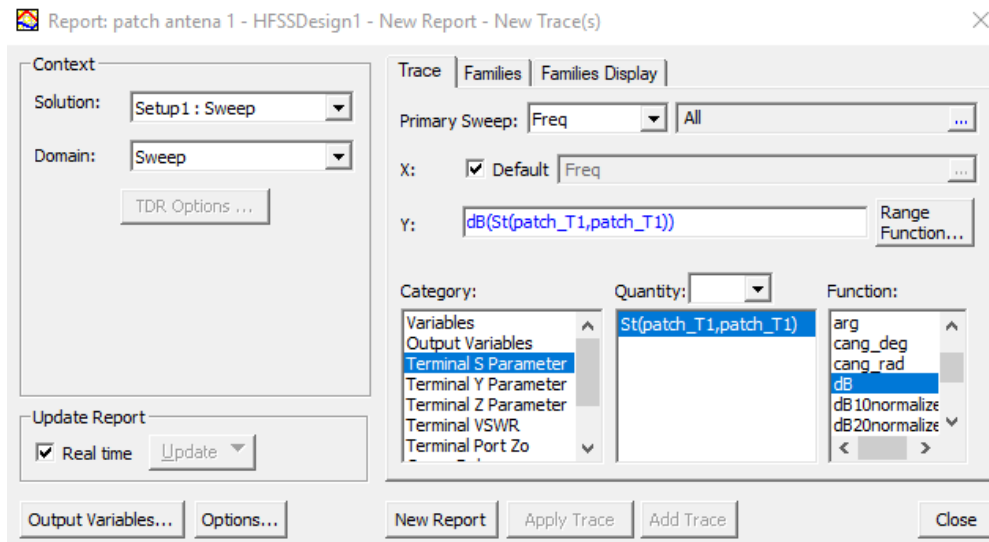 Report: patch antena 1 - HFSSDesign1 - New Report - New Trace(s)
Context
Solution: Setup1 : Sweep
Domain: Sweep
TDR Options ...
Update Report
Real time Update
Output Variables... Options...
Trace Families Families Display
Primary Sweep: Freq All ...
X: Default Freq ...
Y: dB(St(patch_T1,patch_T1)) Range
Function...
Category: Quantity: Function:
Variables
Output Variables
Terminal S Parameter
Terminal Y Parameter
Terminal Z Parameter
Terminal VSWR
Terminal Port Zo
St(patch_T1,patch_T1)
arg
cang_deg
cang_rad
dB
dB10normalize
dB20normalize
New Report Apply Trace Add Trace Close